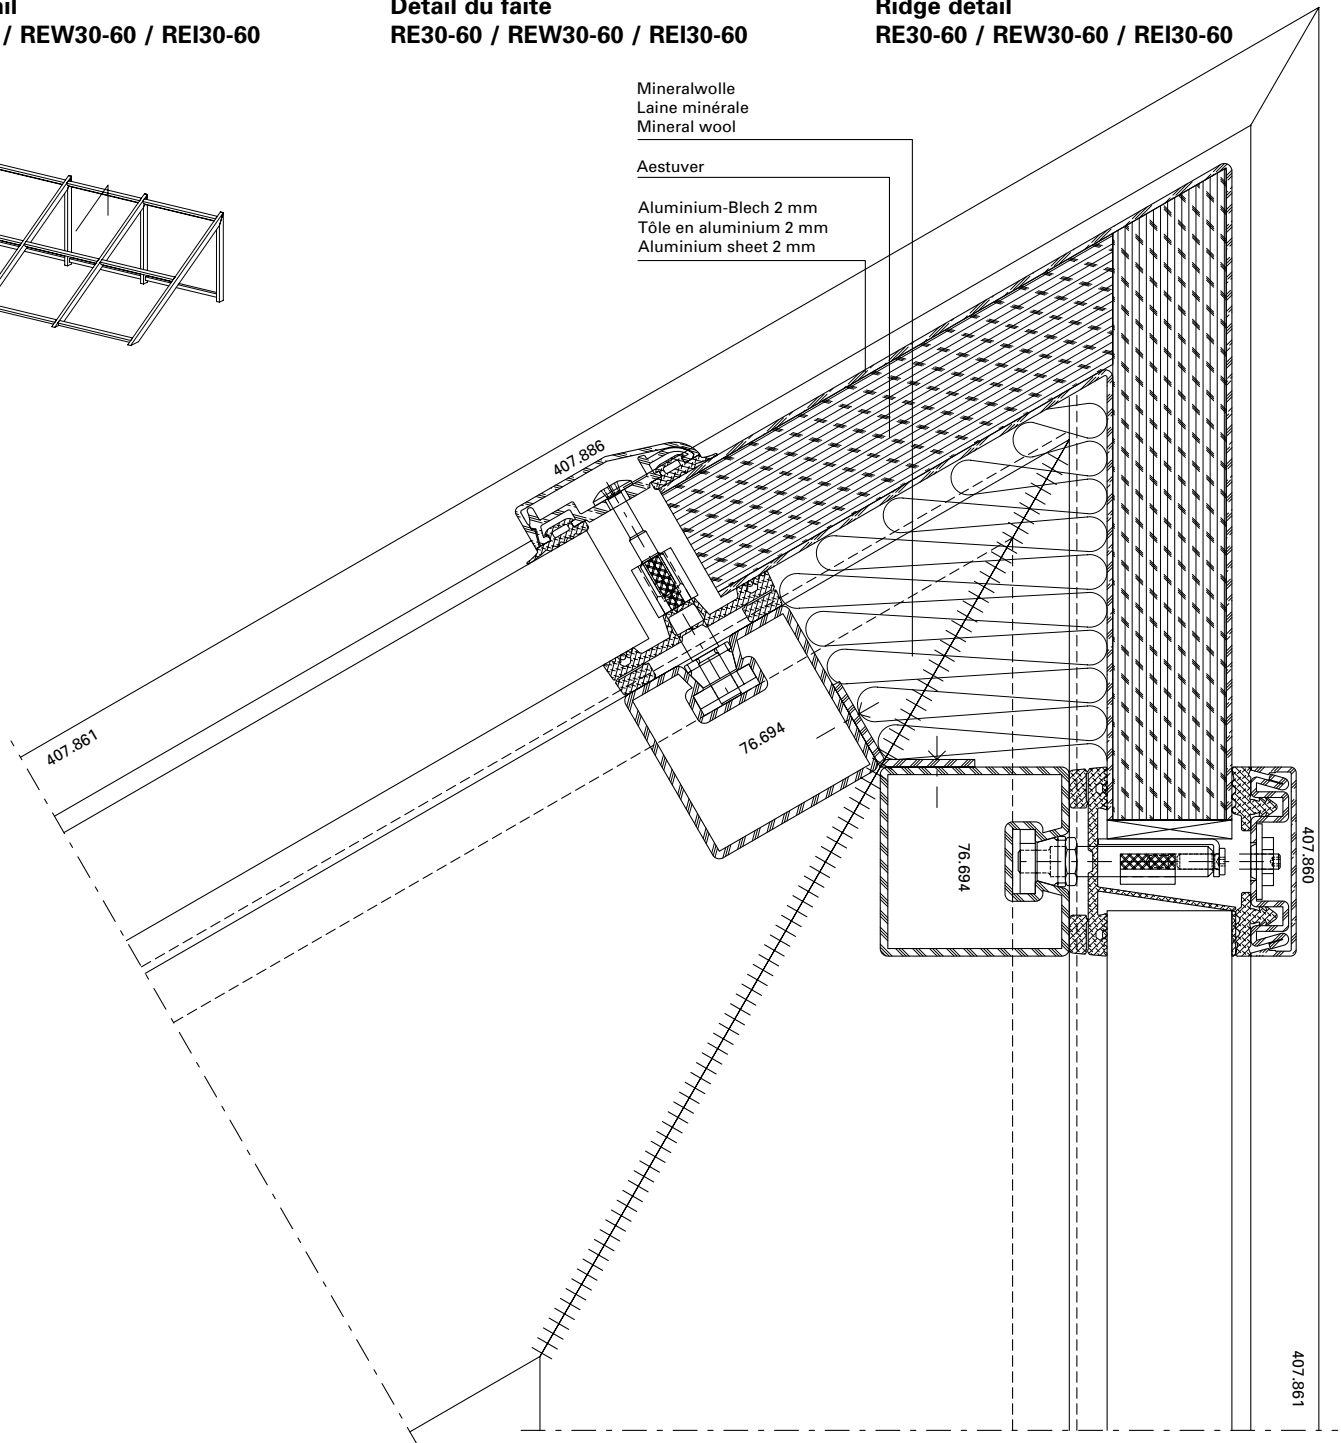 ail
/ REW30-60 / REI30-60
Détail du faîte
RE30-60 / REW30-60 / REI30-60
Ridge detail
RE30-60 / REW30-60 / REI30-60
Mineralwolle
Laine minérale
Mineral wool
Aestuver
Aluminium-Blech 2 mm
Tôle en aluminium 2 mm
Aluminium sheet 2 mm
407.886
407.861
76.694
76.694
407.860
407.861